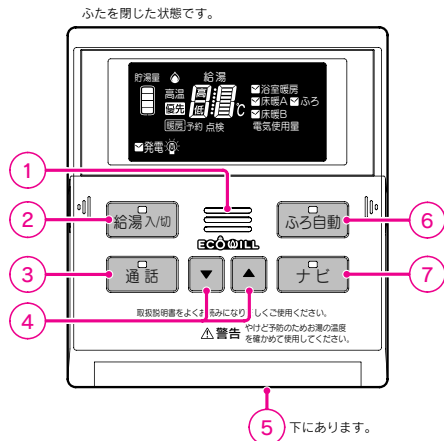 ふたを閉じた状態です。
貯湯量 給湯
高温 高
優先 低 ℃
暖房 予約 点検
浴室暖房
床暖A ふろ
床暖B
電気使用量
発電
1
2 給湯入/切 ふろ自動 6
ECOWILL
3 通話 ▼ ▲ ナビ 7
4
取扱説明書をよくお読みになり しくご使用ください。
警告 やけど予防のためお湯の温度
を確かめて使用してください。
5 下にあります。